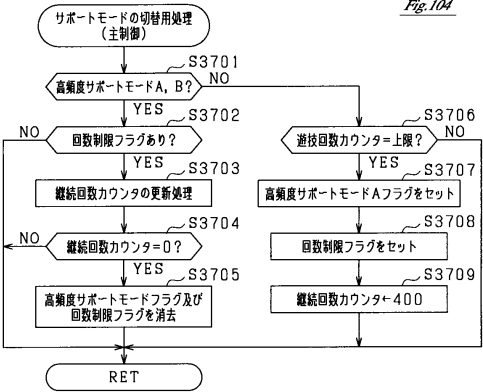 Fig.104
サポートモードの切替用処理
(主制御)
S3701
高頻度サポートモードA, B?
NO
YES
S3702
NO
回数制限フラグあり?
YES
S3703
継続回数カウンタの更新処理
S3704
NO
継続回数カウンタ=0?
YES
S3705
高頻度サポートモードフラグ及び
回数制限フラグを消去
S3706
遊技回数カウンタ=上限?
NO
YES
S3707
高頻度サポートモードAフラグをセット
S3708
回数制限フラグをセット
S3709
継続回数カウンタ←400
RET